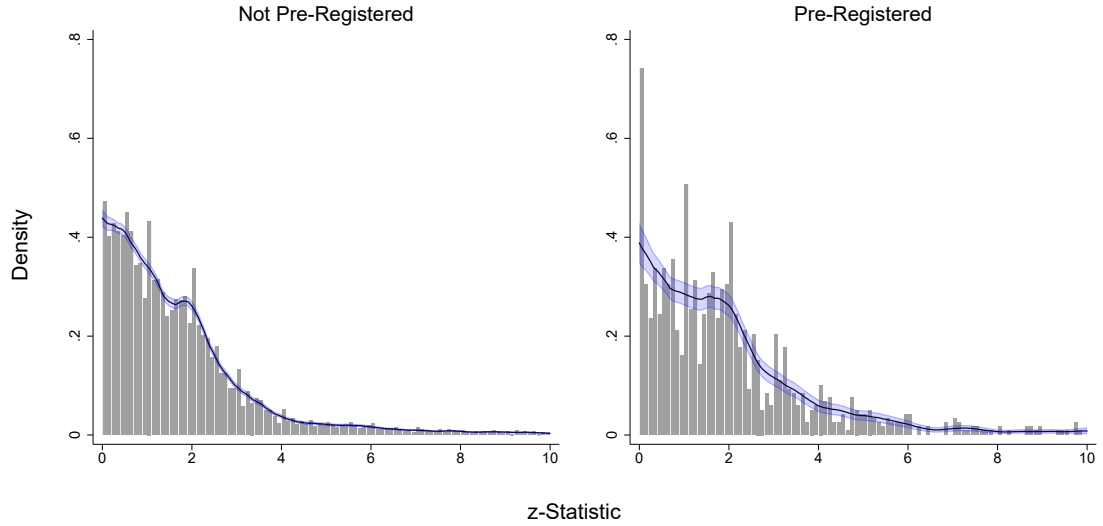 Not Pre-Registered
Pre-Registered
Density
.8
.6
.4
.2
0
0 2 4 6 8 10
.8
.6
.4
.2
0
0 2 4 6 8 10
z-Statistic